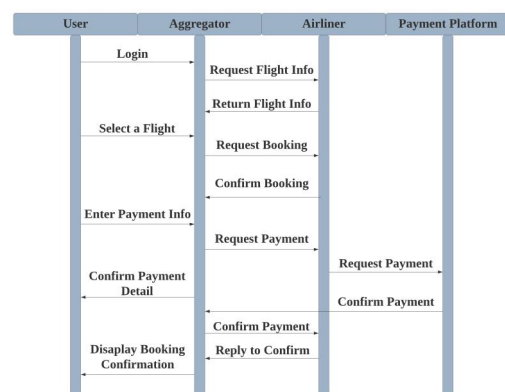 User Aggregator Airliner Payment Platform
Login
Request Flight Info
Return Flight Info
Select a Flight
Request Booking
Confirm Booking
Enter Payment Info
Request Payment
Request Payment
Confirm Payment
Detail
Confirm Payment
Confirm Payment
Reply to Confirm
Disaplay Booking
Confirmation